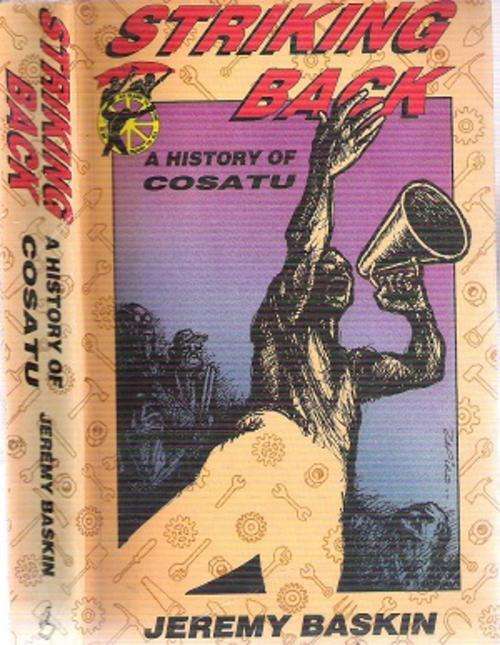 STRIKING
BACK
A HISTORY OF
COSATU
JEREMY BASKIN
STRIKING
BACK
A HISTORY OF
COSATU
JEREMY BASKIN